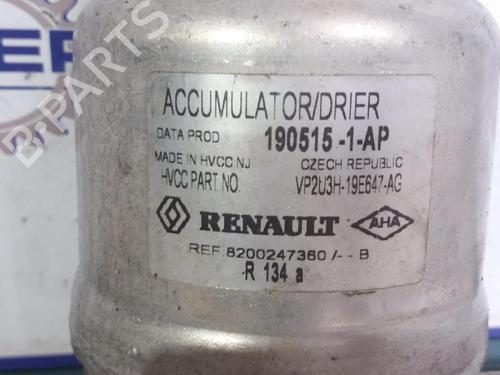 ACCUMULATOR/DRIER
DATA PROD 190515-1-AP
MADE IN HVCC NJ CZECH REPUBLIC
HVCC PART NO. VP2U3H-19E647-AG
RENAULT AHA
REF 8200247360 /-- B
R 134 a
B-PARTS